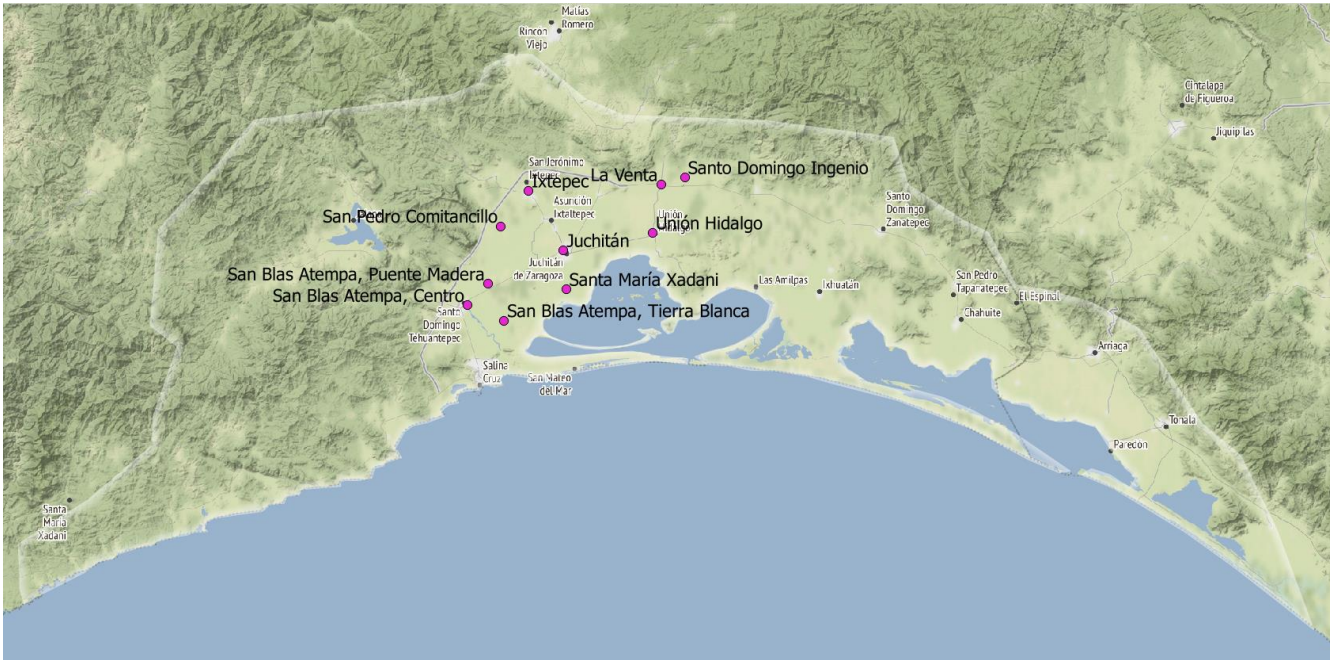 Matías
Romero
Rincon
Viejo
Cintalapa
de Figueroa
Jiquipilas
San Jerónimo
Ixtepec
La Venta
Santo Domingo Ingenio
Asunción
Ixtaltepec
San Pedro Comitancillo
Unión Hidalgo
Santo
Domingo
Zanatepec
Juchitán
Juchitán
de Zaragoza
San Blas Atempa, Puente Madera
Santa María Xadani
Las Amilpas
Ixhuatán
San Pedro
Tapanatepec
El Espinal
San Blas Atempa, Centro
San Blas Atempa, Tierra Blanca
Santo
Domingo
Tehuantepec
Chahuite
Arriaga
Salina
Cruz
San Mateo
del Mar
Tonalá
Paredón
Santa
María
Xadani